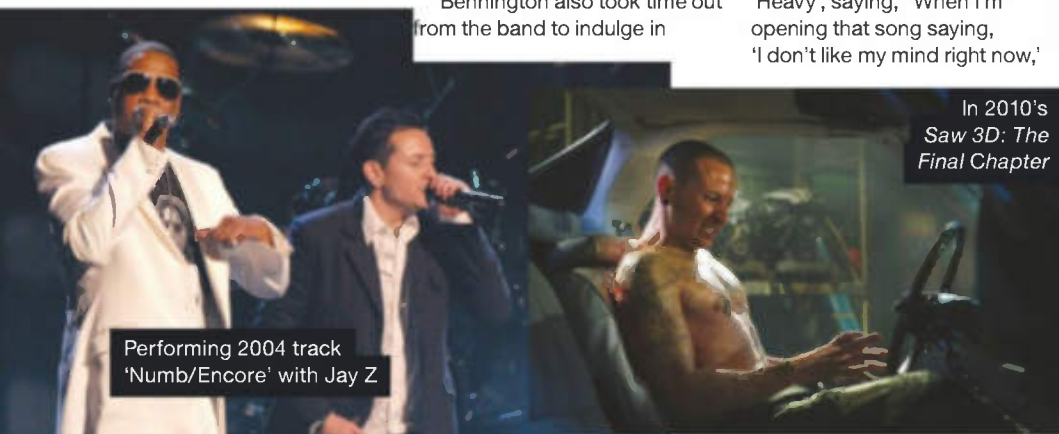 Bennington also took time out
from the band to indulge in
'Heavy', saying, "When I'm
opening that song saying,
'I don't like my mind right now,'
In 2010's
Saw 3D: The
Final Chapter
Performing 2004 track
'Numb/Encore' with Jay Z